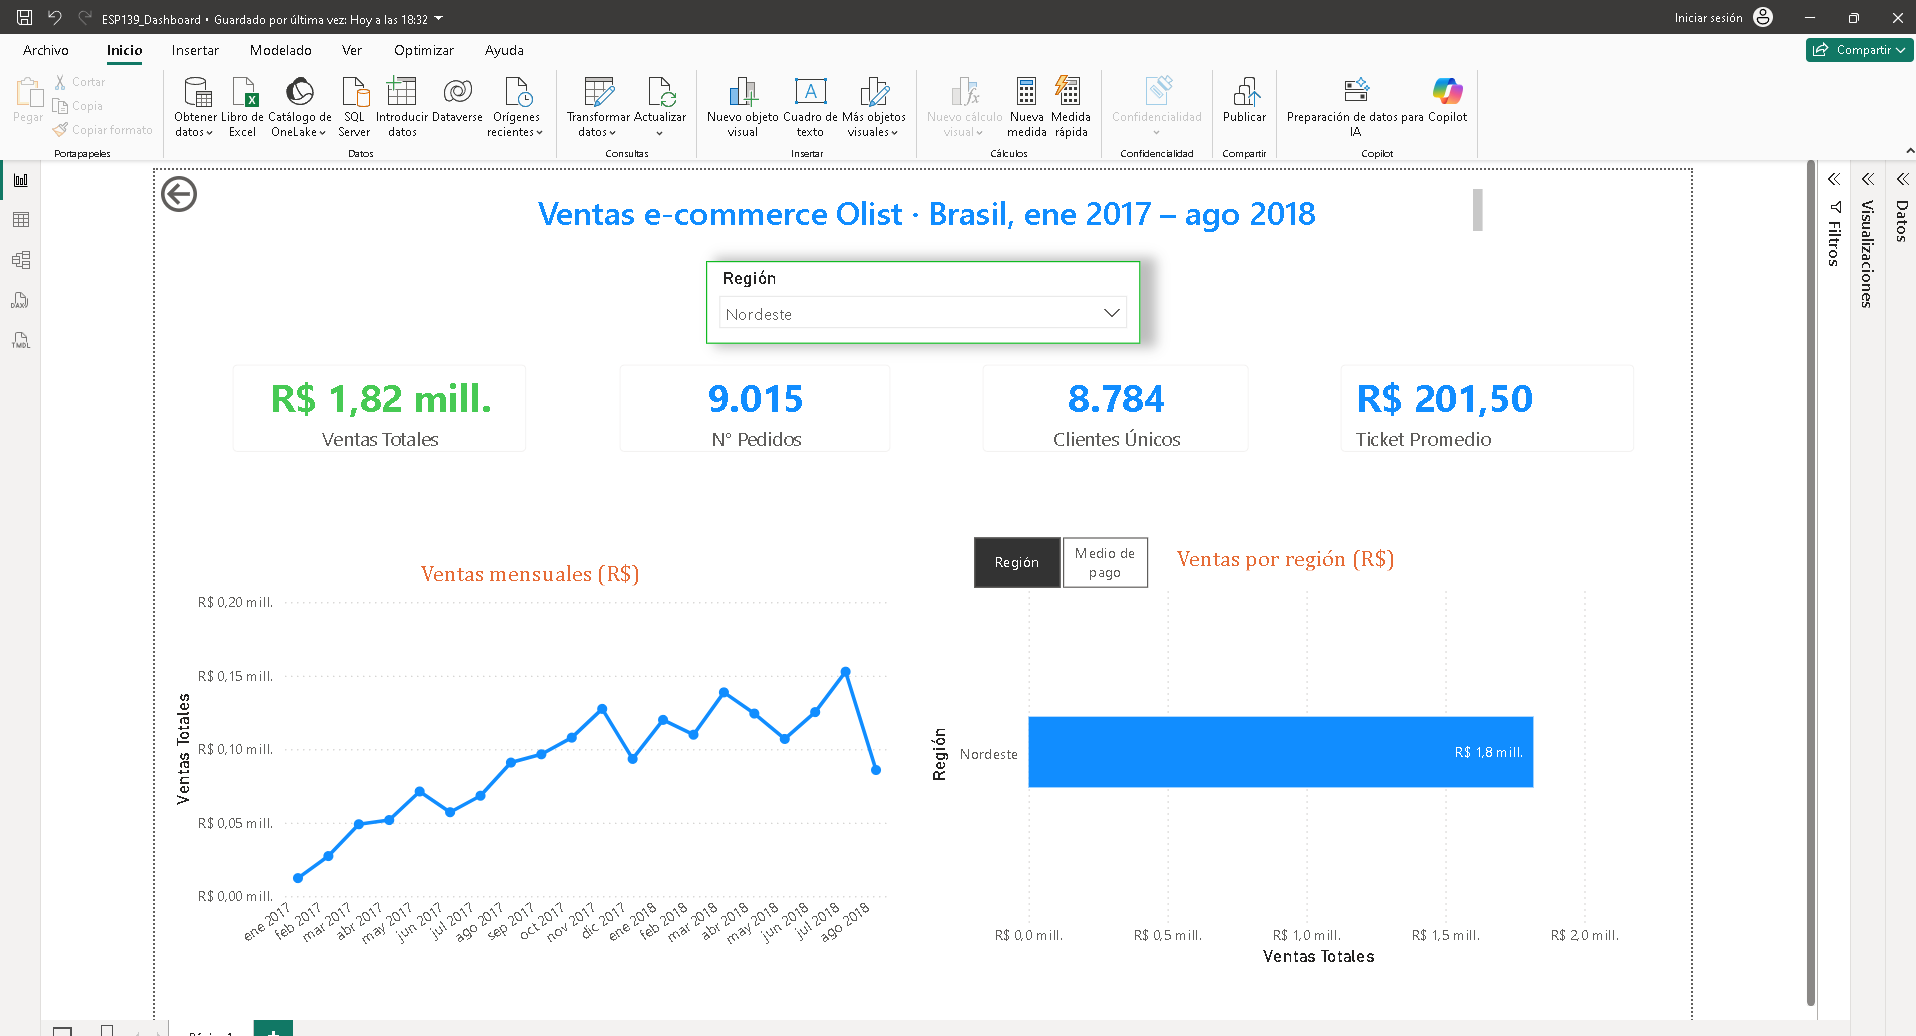 ESP139_Dashboard • Guardado por última vez: Hoy a las 18:32
Iniciar sesión
Archivo
Inicio
Insertar
Modelado
Ver
Optimizar
Ayuda
Compartir
Pegar
Cortar
Copia
Copiar formato
Portapapeles
Obtener datos
Libro de Excel
Catálogo de OneLake
SQL Server
Introducir datos
Dataverse
Orígenes recientes
Datos
Transformar datos
Actualizar
Consultas
Nuevo objeto visual
Cuadro de texto
Más objetos visuales
Insertar
Nuevo cálculo visual
Nueva medida
Medida rápida
Cálculos
Confidencialidad
Confidencialidad
Publicar
Compartir
Preparación de datos para IA
Copilot
Copilot
DAX
TMDL
Filtros
Visualizaciones
Datos
Ventas e-commerce Olist · Brasil, ene 2017 – ago 2018
Región
Nordeste
R$ 1,82 mill.
Ventas Totales
9.015
N° Pedidos
8.784
Clientes Únicos
R$ 201,50
Ticket Promedio
Ventas mensuales (R$)
Ventas Totales
R$ 0,20 mill.
R$ 0,15 mill.
R$ 0,10 mill.
R$ 0,05 mill.
R$ 0,00 mill.
ene 2017
feb 2017
mar 2017
abr 2017
may 2017
jun 2017
jul 2017
ago 2017
sep 2017
oct 2017
nov 2017
dic 2017
ene 2018
feb 2018
mar 2018
abr 2018
may 2018
jun 2018
jul 2018
ago 2018
Región
Medio de pago
Ventas por región (R$)
Región
Nordeste
R$ 1,8 mill.
R$ 0,0 mill.
R$ 0,5 mill.
R$ 1,0 mill.
R$ 1,5 mill.
R$ 2,0 mill.
Ventas Totales